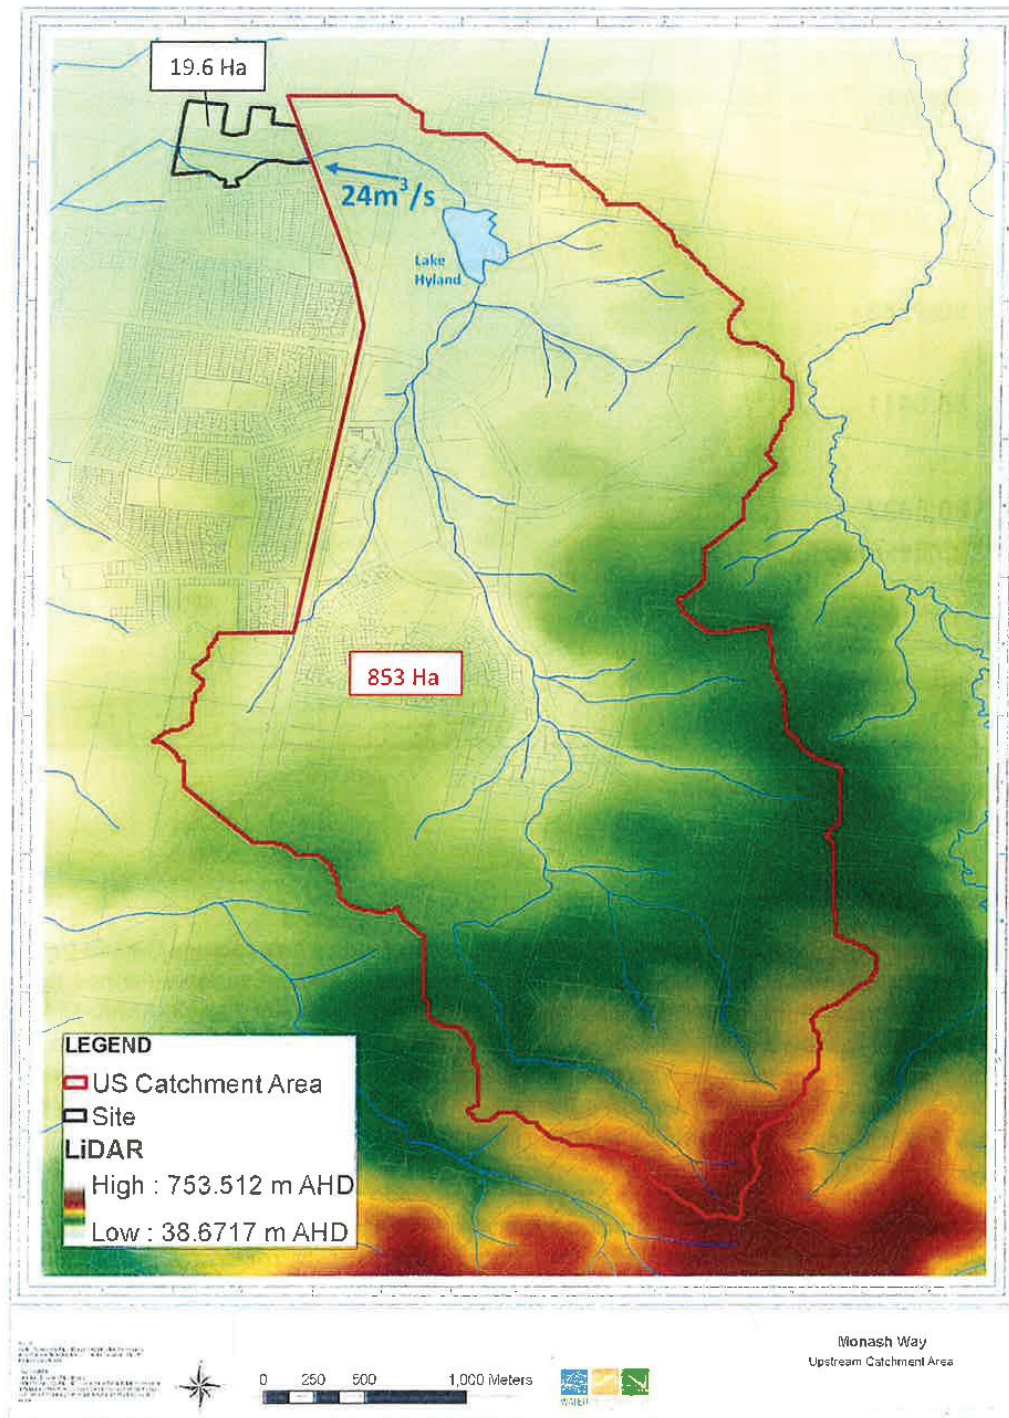 19.6 Ha
24m³/s
Lake
Hyland
853 Ha
LEGEND
US Catchment Area
Site
LiDAR
High : 753.512 m AHD
Low : 38.6717 m AHD
0 250 500 1,000 Meters
WATER
Monash Way
Upstream Catchment Area